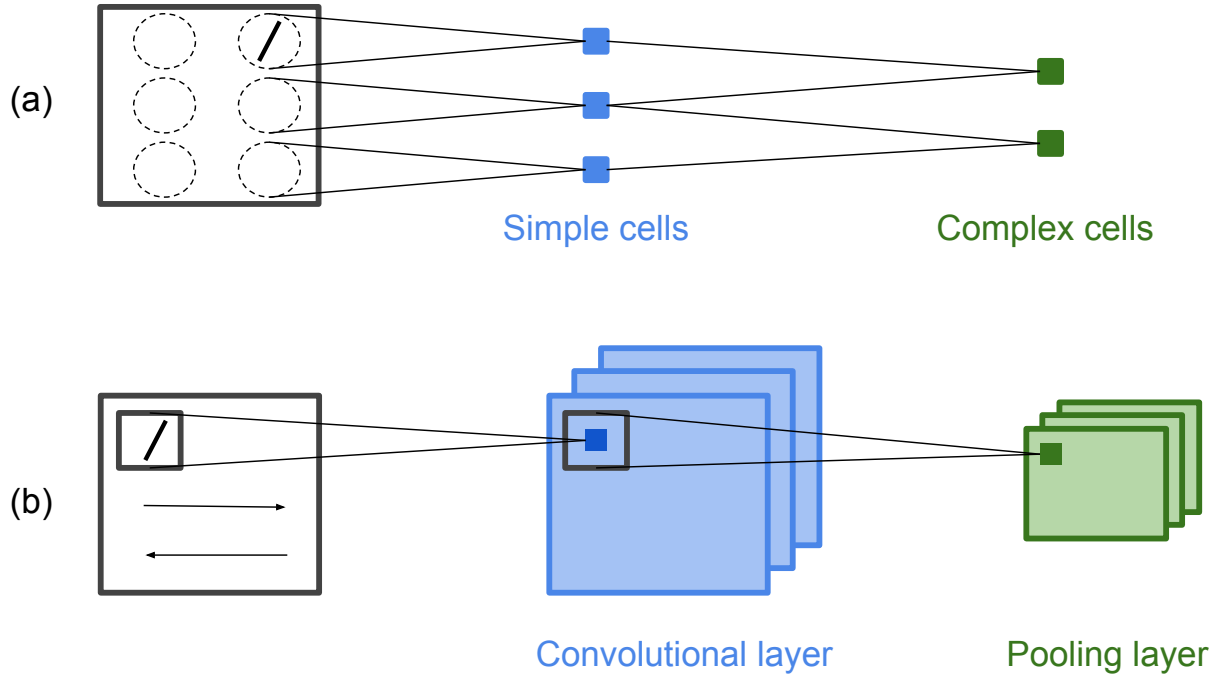 (a)
Simple cells
Complex cells
(b)
Convolutional layer
Pooling layer